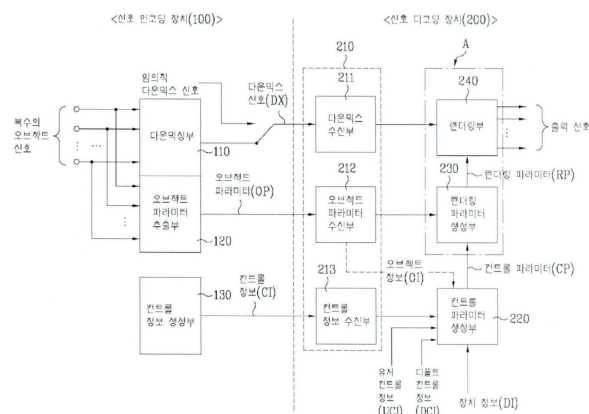 <신호 인코딩 장치(100)>
<신호 디코딩 장치(200)>
복수의
오브젝트
신호
임의적
다운믹스 신호
다운믹싱부
110
오브젝트
파라미터
추출부
120
다운믹스
신호(DX)
오브젝트
파라미터(OP)
컨트롤
정보 생성부
130
컨트롤
정보(CI)
210
211
다운믹스
수신부
212
오브젝트
파라미터
수신부
오브젝트
정보(OI)
213
컨트롤
정보 수신부
A
240
렌더링부
출력 신호
렌더링 파라미터(RP)
230
렌더링
파라미터
생성부
컨트롤 파라미터(CP)
컨트롤
파라미터
생성부
220
유저
컨트롤
정보
(UCI)
디폴트
컨트롤
정보
(DCI)
장치 정보(DI)